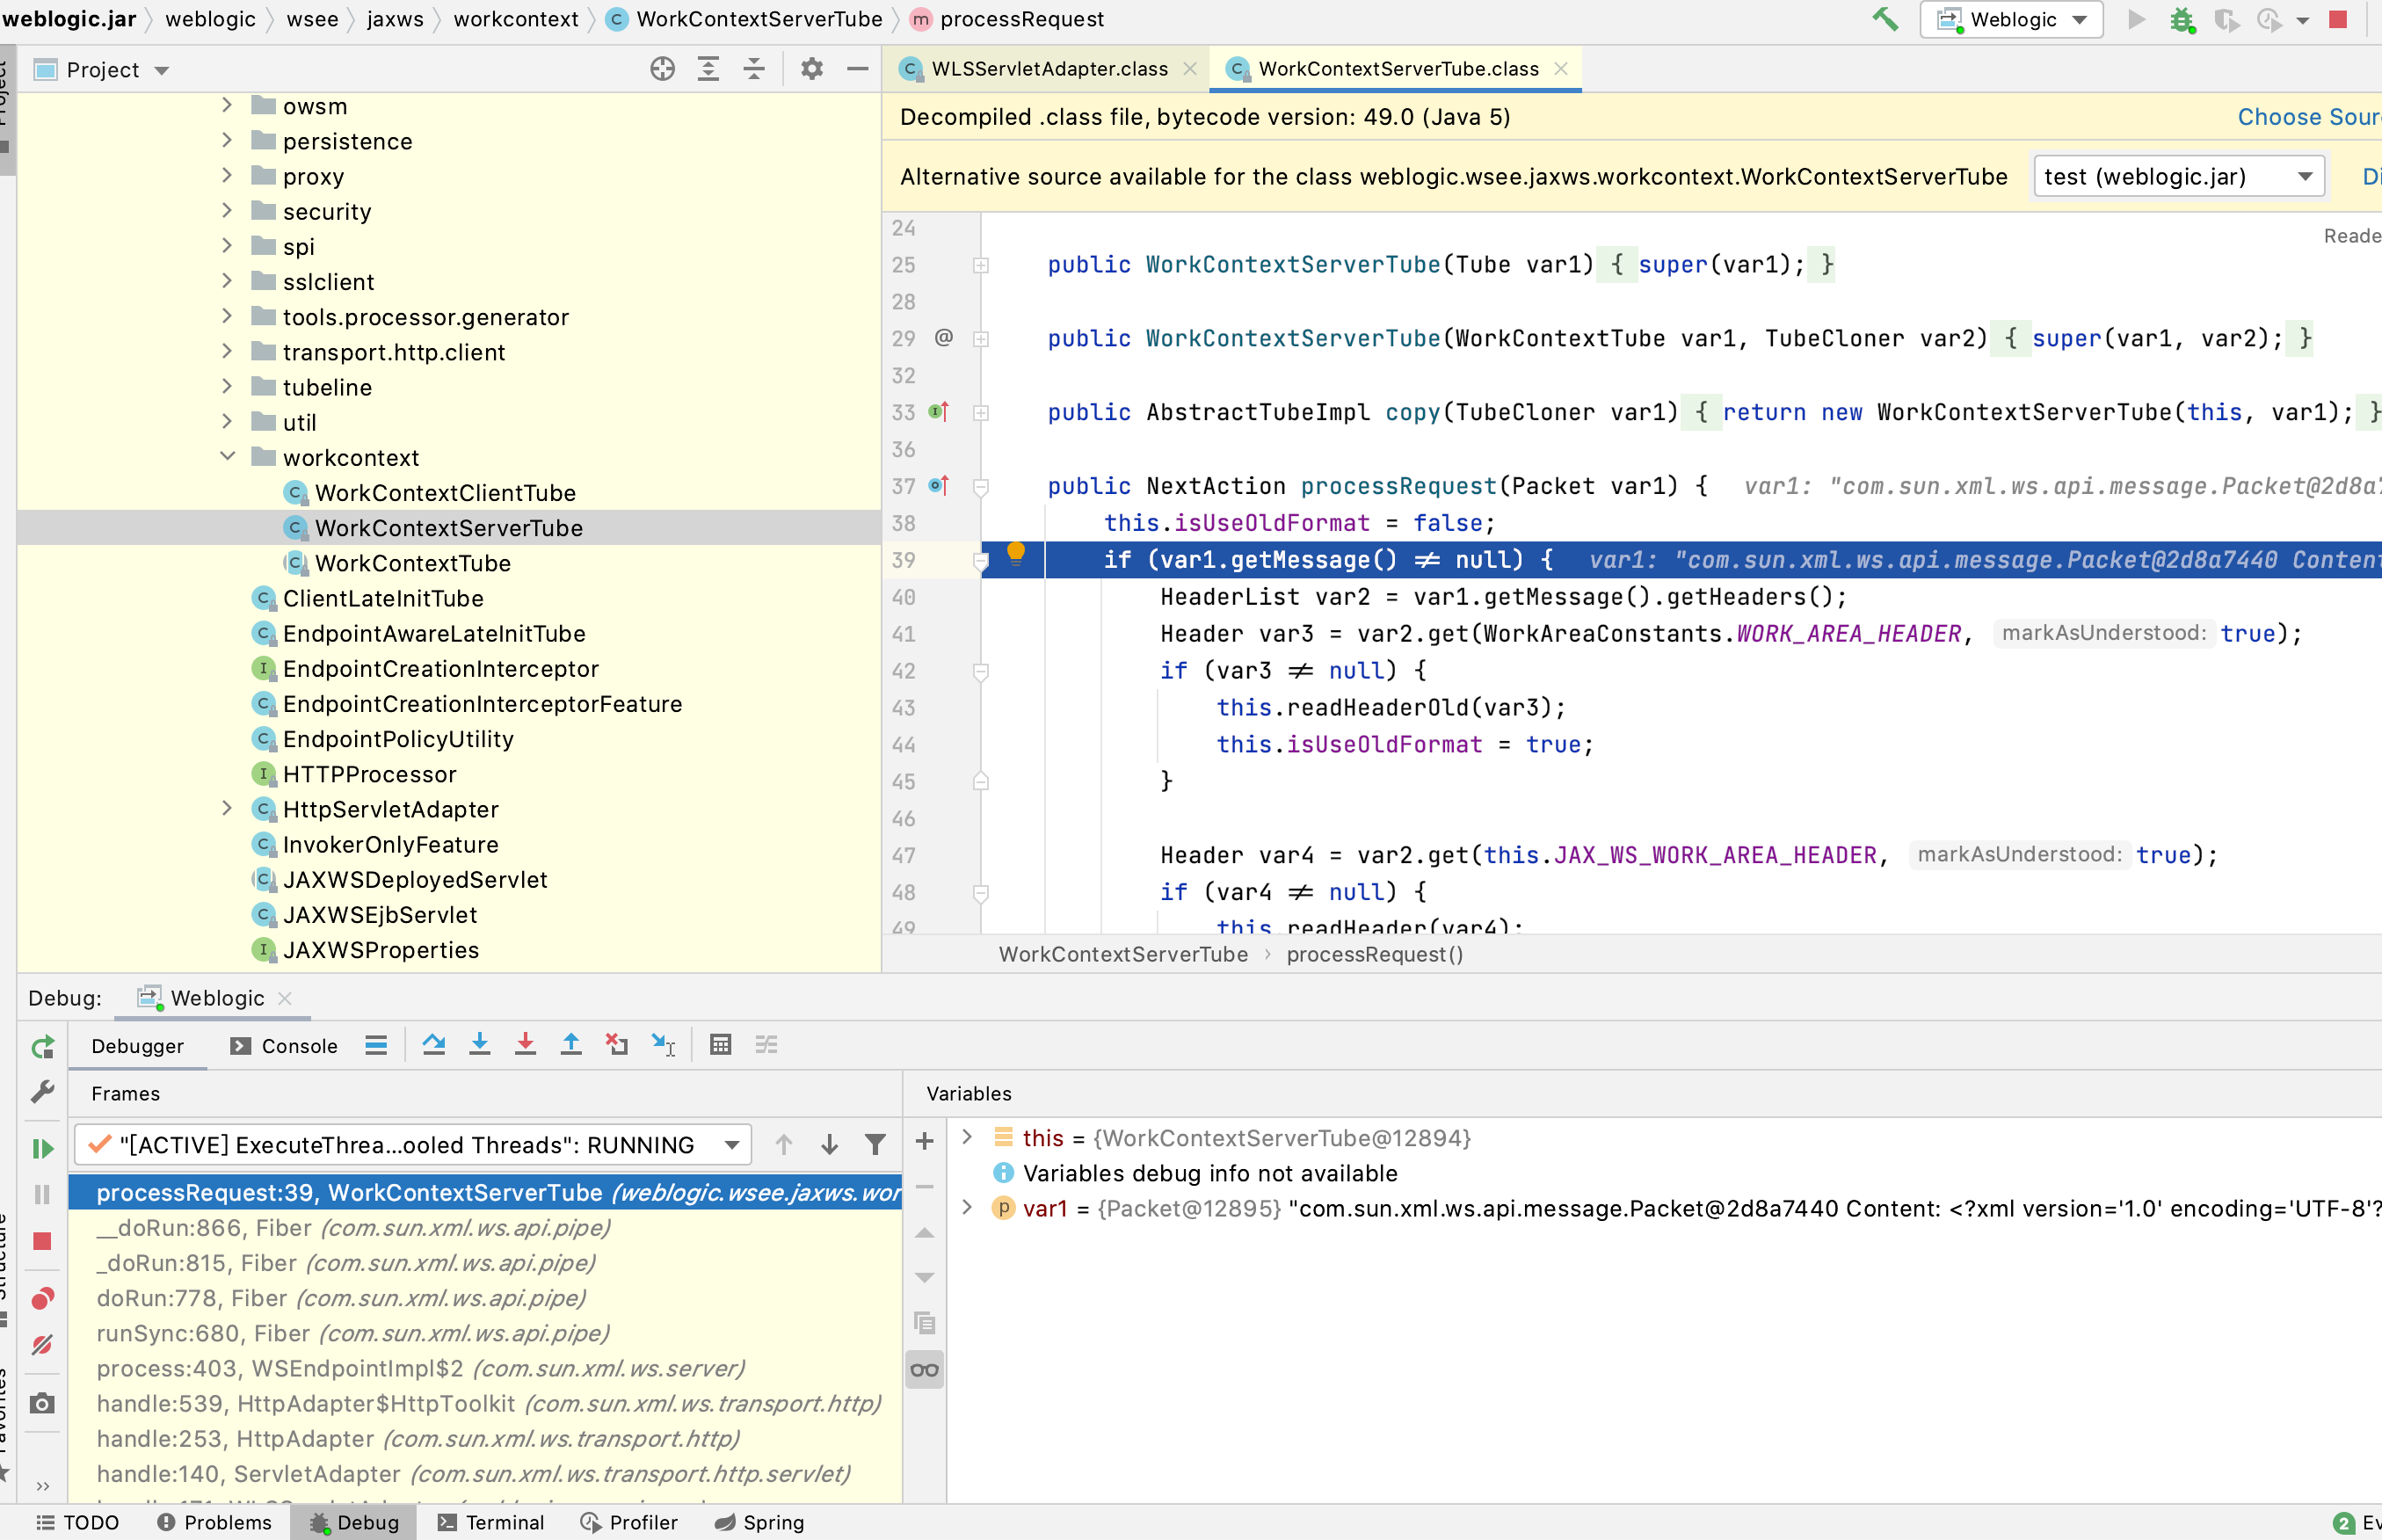 weblogic.jar weblogic wsee jaxws workcontext WorkContextServerTube processRequest
Weblogic
Project
WLSServletAdapter.class
WorkContextServerTube.class
owsm
persistence
proxy
security
spi
sslclient
tools.processor.generator
transport.http.client
tubeline
util
workcontext
WorkContextClientTube
WorkContextServerTube
WorkContextTube
ClientLateInitTube
EndpointAwareLateInitTube
EndpointCreationInterceptor
EndpointCreationInterceptorFeature
EndpointPolicyUtility
HTTPProcessor
HttpServletAdapter
InvokerOnlyFeature
JAXWSDeployedServlet
JAXWSEjbServlet
JAXWSProperties
Decompiled .class file, bytecode version: 49.0 (Java 5)
Choose Sour
Alternative source available for the class weblogic.wsee.jaxws.workcontext.WorkContextServerTube
test (weblogic.jar)
Di
Reade
24
25 public WorkContextServerTube(Tube var1) { super(var1); }
28
29 @ public WorkContextServerTube(WorkContextTube var1, TubeCloner var2) { super(var1, var2); }
32
33 public AbstractTubeImpl copy(TubeCloner var1) { return new WorkContextServerTube(this, var1); }
36
37 public NextAction processRequest(Packet var1) { var1: "com.sun.xml.ws.api.message.Packet@2d8a7
38 this.isUseOldFormat = false;
39 if (var1.getMessage() ≠ null) { var1: "com.sun.xml.ws.api.message.Packet@2d8a7440 Content
40 HeaderList var2 = var1.getMessage().getHeaders();
41 Header var3 = var2.get(WorkAreaConstants.WORK_AREA_HEADER, markAsUnderstood: true);
42 if (var3 ≠ null) {
43 this.readHeaderOld(var3);
44 this.isUseOldFormat = true;
45 }
46
47 Header var4 = var2.get(this.JAX_WS_WORK_AREA_HEADER, markAsUnderstood: true);
48 if (var4 ≠ null) {
49 this.readHeader(var4);
WorkContextServerTube › processRequest()
Debug: Weblogic
Debugger Console
Frames
Variables
"[ACTIVE] ExecuteThrea...ooled Threads": RUNNING
processRequest:39, WorkContextServerTube (weblogic.wsee.jaxws.wor
__doRun:866, Fiber (com.sun.xml.ws.api.pipe)
_doRun:815, Fiber (com.sun.xml.ws.api.pipe)
doRun:778, Fiber (com.sun.xml.ws.api.pipe)
runSync:680, Fiber (com.sun.xml.ws.api.pipe)
process:403, WSEndpointImpl$2 (com.sun.xml.ws.server)
handle:539, HttpAdapter$HttpToolkit (com.sun.xml.ws.transport.http)
handle:253, HttpAdapter (com.sun.xml.ws.transport.http)
handle:140, ServletAdapter (com.sun.xml.ws.transport.http.servlet)
this = {WorkContextServerTube@12894}
Variables debug info not available
var1 = {Packet@12895} "com.sun.xml.ws.api.message.Packet@2d8a7440 Content: <?xml version='1.0' encoding='UTF-8'?
TODO Problems Debug Terminal Profiler Spring
2 Ev